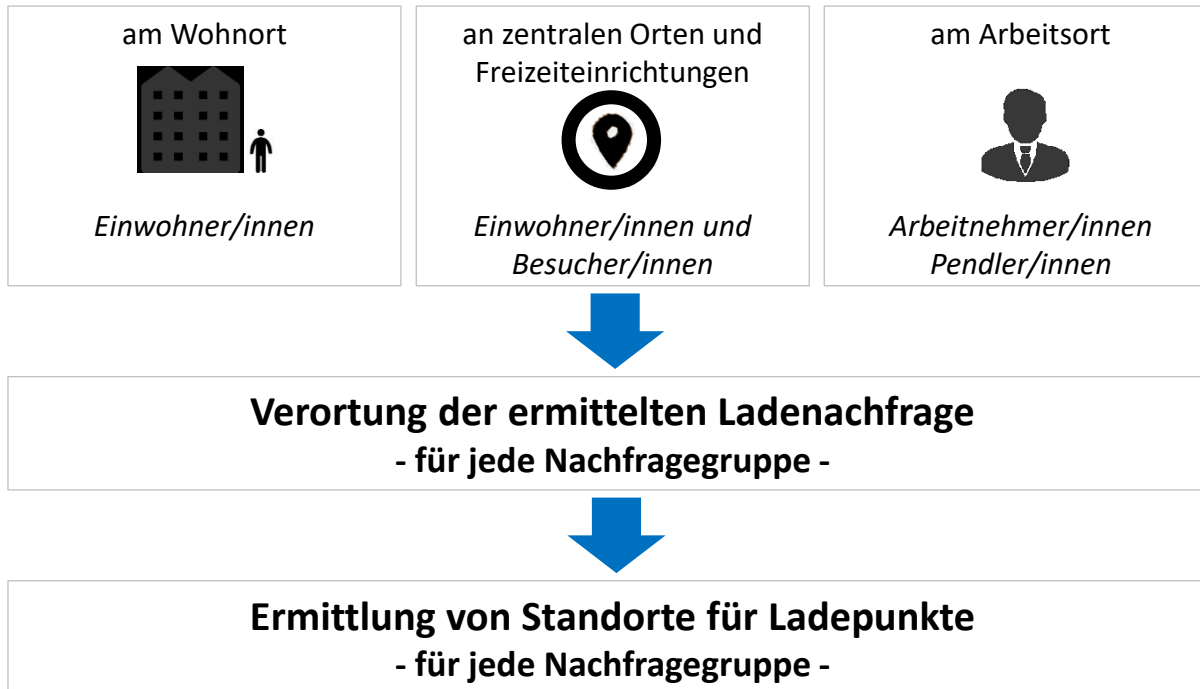 am Wohnort
Einwohner/innen
an zentralen Orten und
Freizeiteinrichtungen
Einwohner/innen und
Besucher/innen
am Arbeitsort
Arbeitnehmer/innen
Pendler/innen
Verortung der ermittelten Ladenachfrage
- für jede Nachfragegruppe -
Ermittlung von Standorte für Ladepunkte
- für jede Nachfragegruppe -